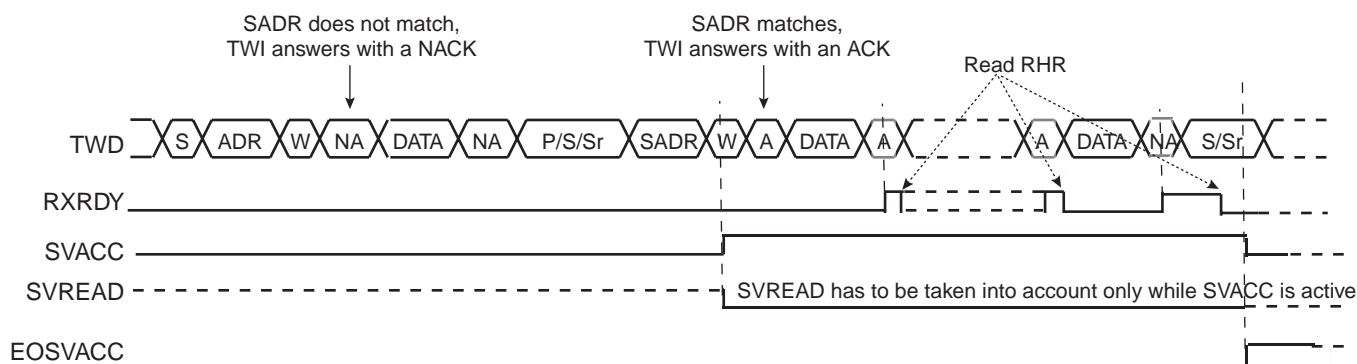 SADR does not match,
TWI answers with a NACK
SADR matches,
TWI answers with an ACK
Read RHR
TWD S ADR W NA DATA NA P/S/Sr SADR W A DATA A A DATA NA S/Sr
RXRDY
SVACC
SVREAD SVREAD has to be taken into account only while SVACC is active
EOSVACC